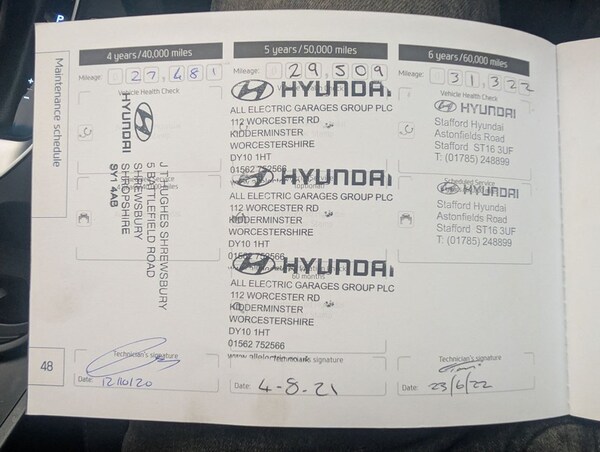 Maintenance schedule
48
4 years/40,000 miles
Mileage: 27,481
Vehicle Health Check
HYUNDAI
J T HUGHES SHREWSBURY
5 BATTLEFIELD ROAD
SHREWSBURY
SHROPSHIRE
SY1 4AB
Technician's signature
Date: 12/10/20
5 years/50,000 miles
Mileage: 29,509
HYUNDAI
ALL ELECTRIC GARAGES GROUP PLC
112 WORCESTER RD
KIDDERMINSTER
WORCESTERSHIRE
DY10 1HT
01562 752566
HYUNDAI
(optional)
ALL ELECTRIC GARAGES GROUP PLC
112 WORCESTER RD
KIDDERMINSTER
WORCESTERSHIRE
DY10 1HT
01562 752566
HYUNDAI
60 months
ALL ELECTRIC GARAGES GROUP PLC
112 WORCESTER RD
KIDDERMINSTER
WORCESTERSHIRE
DY10 1HT
01562 752566
signature
Date: 4-8-21
6 years/60,000 miles
Mileage: 31,322
Vehicle Health Check
HYUNDAI
Stafford Hyundai
Astonfields Road
Stafford ST16 3UF
T: (01785) 248899
Scheduled Service
HYUNDAI
Stafford Hyundai
Astonfields Road
Stafford ST16 3UF
T: (01785) 248899
Technician's signature
Date: 23/6/22